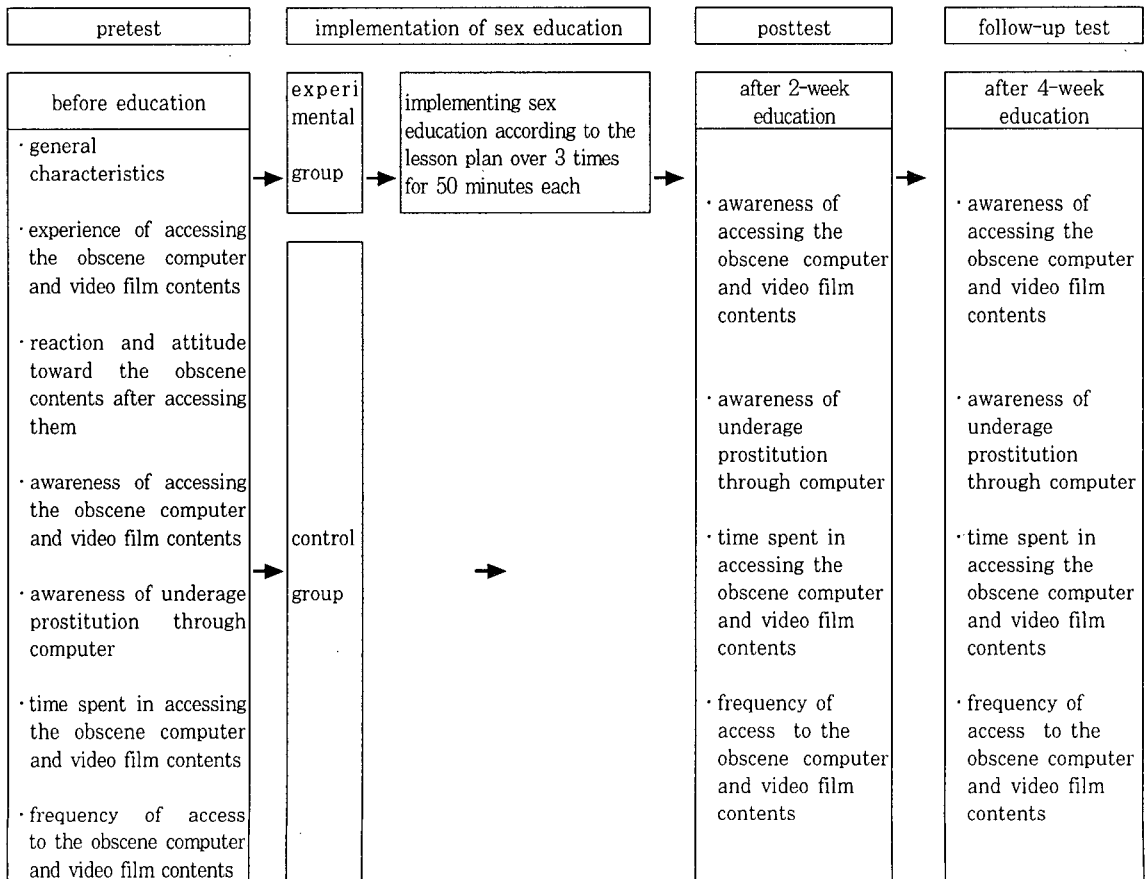 pretest
implementation of sex education
posttest
follow-up test
before education
· general
characteristics
· experience of accessing
the obscene computer
and video film contents
· reaction and attitude
toward the obscene
contents after accessing
them
· awareness of accessing
the obscene computer
and video film contents
· awareness of underage
prostitution through
computer
· time spent in accessing
the obscene computer
and video film contents
· frequency of access
to the obscene computer
and video film contents
experi
mental
group
implementing sex
education according to the
lesson plan over 3 times
for 50 minutes each
control
group
after 2-week
education
· awareness of
accessing the
obscene computer
and video film
contents
· awareness of
underage
prostitution
through computer
· time spent in
accessing the
obscene computer
and video film
contents
· frequency of
access to the
obscene computer
and video film
contents
after 4-week
education
· awareness of
accessing the
obscene computer
and video film
contents
· awareness of
underage
prostitution
through computer
· time spent in
accessing the
obscene computer
and video film
contents
· frequency of
access to the
obscene computer
and video film
contents